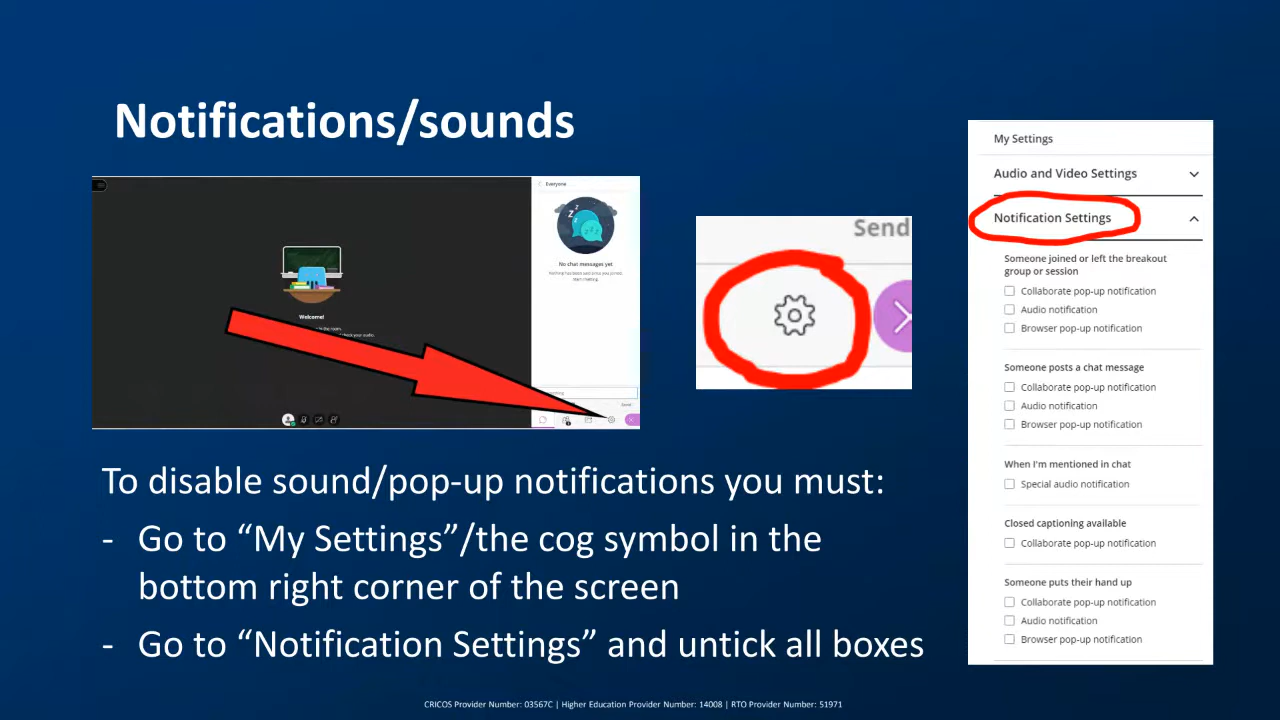 Notifications/sounds
Everyone
No chat messages yet
Welcome!
Send
My Settings
Audio and Video Settings
Notification Settings
Someone joined or left the breakout
group or session
Collaborate pop-up notification
Audio notification
Browser pop-up notification
Someone posts a chat message
Collaborate pop-up notification
Audio notification
Browser pop-up notification
When I'm mentioned in chat
Special audio notification
Closed captioning available
Collaborate pop-up notification
Someone puts their hand up
Collaborate pop-up notification
Audio notification
Browser pop-up notification
To disable sound/pop-up notifications you must:
- Go to “My Settings”/the cog symbol in the
bottom right corner of the screen
- Go to “Notification Settings” and untick all boxes
CRICOS Provider Number: 03567C | Higher Education Provider Number: 14008 | RTO Provider Number: 51971